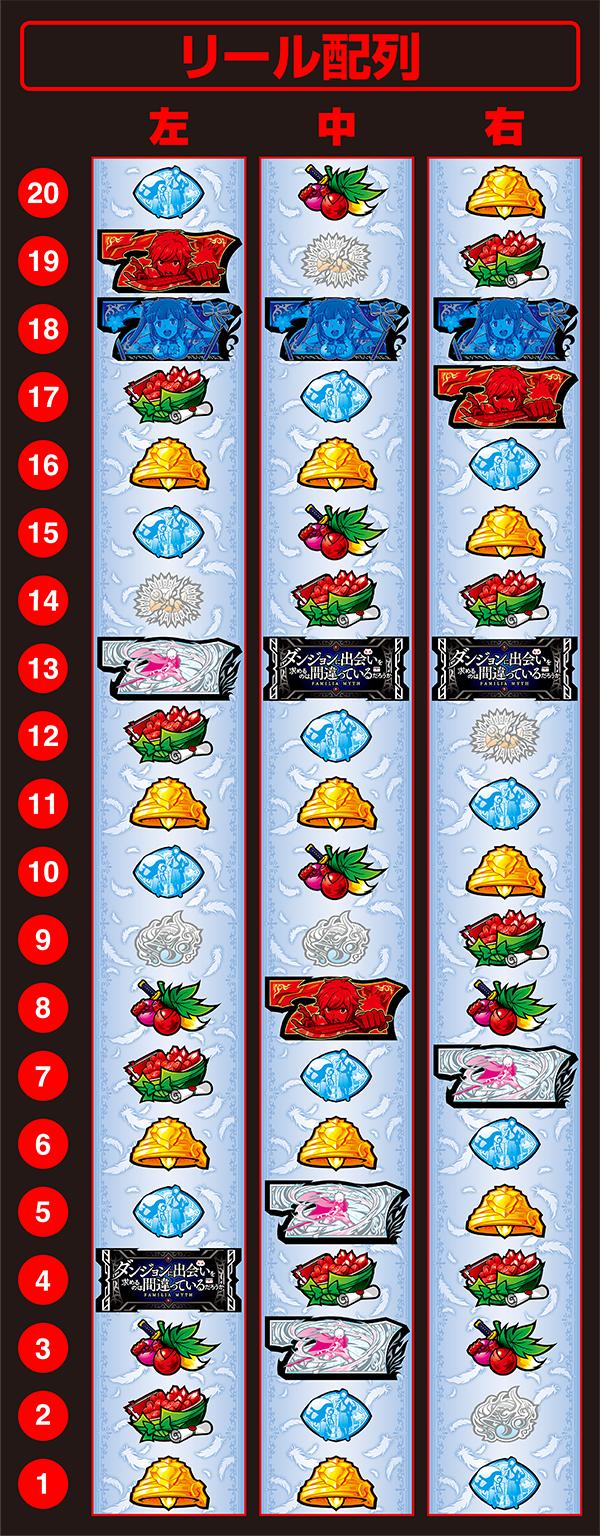 リール配列
左 中 右
20
19
18
17
16
15
14
13
ダンジョンに出会いを
求めるのは間違っているだろうか
FAMILIA MYTH
ダンジョンに出会いを
求めるのは間違っているだろうか
FAMILIA MYTH
12
11
10
9
8
7
6
5
4
ダンジョンに出会いを
求めるのは間違っているだろうか
FAMILIA MYTH
3
2
1